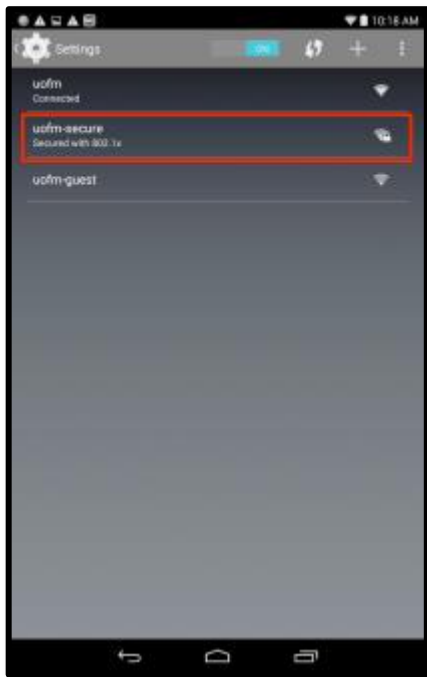 10:18 AM
Settings
ON
uofm
Connected
uofm-secure
Secured with 802.1x
uofm-guest